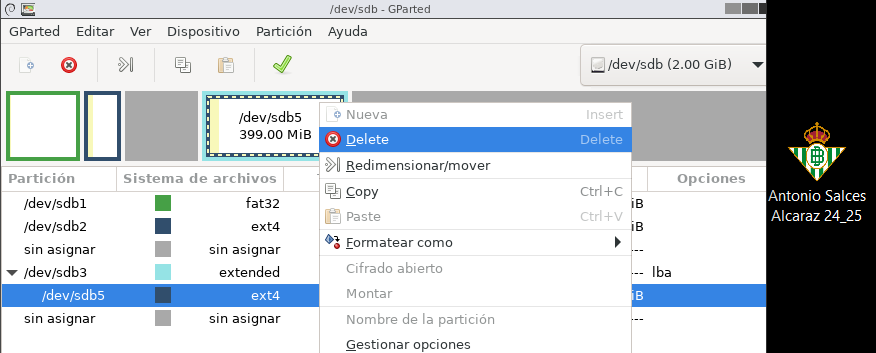 /dev/sdb - GParted
GParted Editar Ver Dispositivo Partición Ayuda
/dev/sdb (2.00 GiB)
/dev/sdb5
399.00 MiB
Nueva Insert
Delete Delete
Redimensionar/mover
Copy Ctrl+C
Paste Ctrl+V
Formatear como
Cifrado abierto
Montar
Nombre de la partición
Gestionar opciones
Partición Sistema de archivos Opciones
/dev/sdb1 fat32 iB
/dev/sdb2 ext4 iB
sin asignar sin asignar ---
/dev/sdb3 extended --- lba
/dev/sdb5 ext4 iB
sin asignar sin asignar ---
Antonio Salces
Alcaraz 24_25